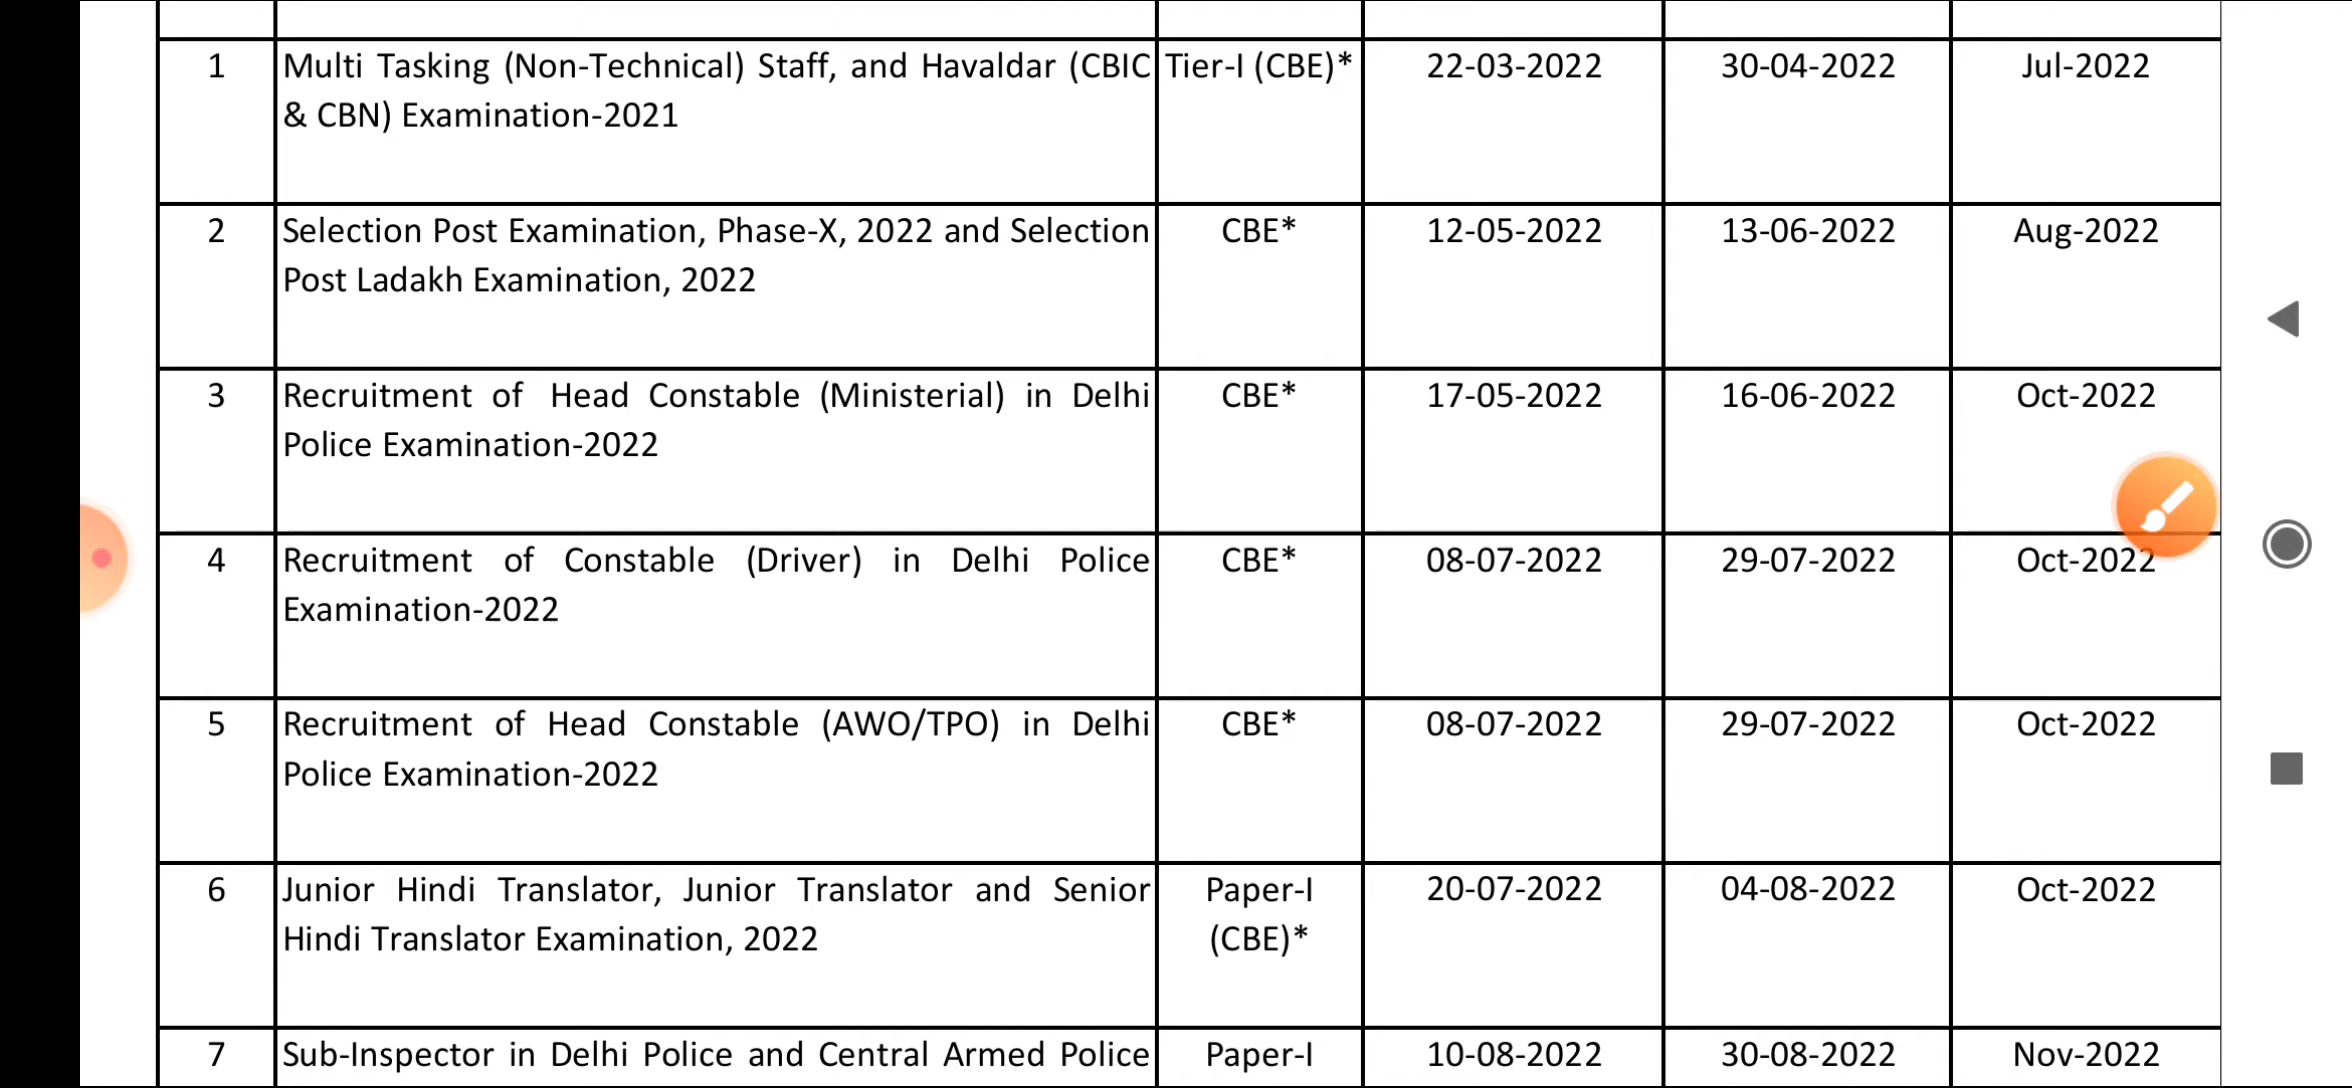 1 Multi Tasking (Non-Technical) Staff, and Havaldar (CBIC Tier-I (CBE)* 22-03-2022 30-04-2022 Jul-2022
& CBN) Examination-2021
2 Selection Post Examination, Phase-X, 2022 and Selection CBE* 12-05-2022 13-06-2022 Aug-2022
Post Ladakh Examination, 2022
3 Recruitment of Head Constable (Ministerial) in Delhi CBE* 17-05-2022 16-06-2022 Oct-2022
Police Examination-2022
4 Recruitment of Constable (Driver) in Delhi Police CBE* 08-07-2022 29-07-2022 Oct-2022
Examination-2022
5 Recruitment of Head Constable (AWO/TPO) in Delhi CBE* 08-07-2022 29-07-2022 Oct-2022
Police Examination-2022
6 Junior Hindi Translator, Junior Translator and Senior Paper-I 20-07-2022 04-08-2022 Oct-2022
Hindi Translator Examination, 2022 (CBE)*
7 Sub-Inspector in Delhi Police and Central Armed Police Paper-I 10-08-2022 30-08-2022 Nov-2022